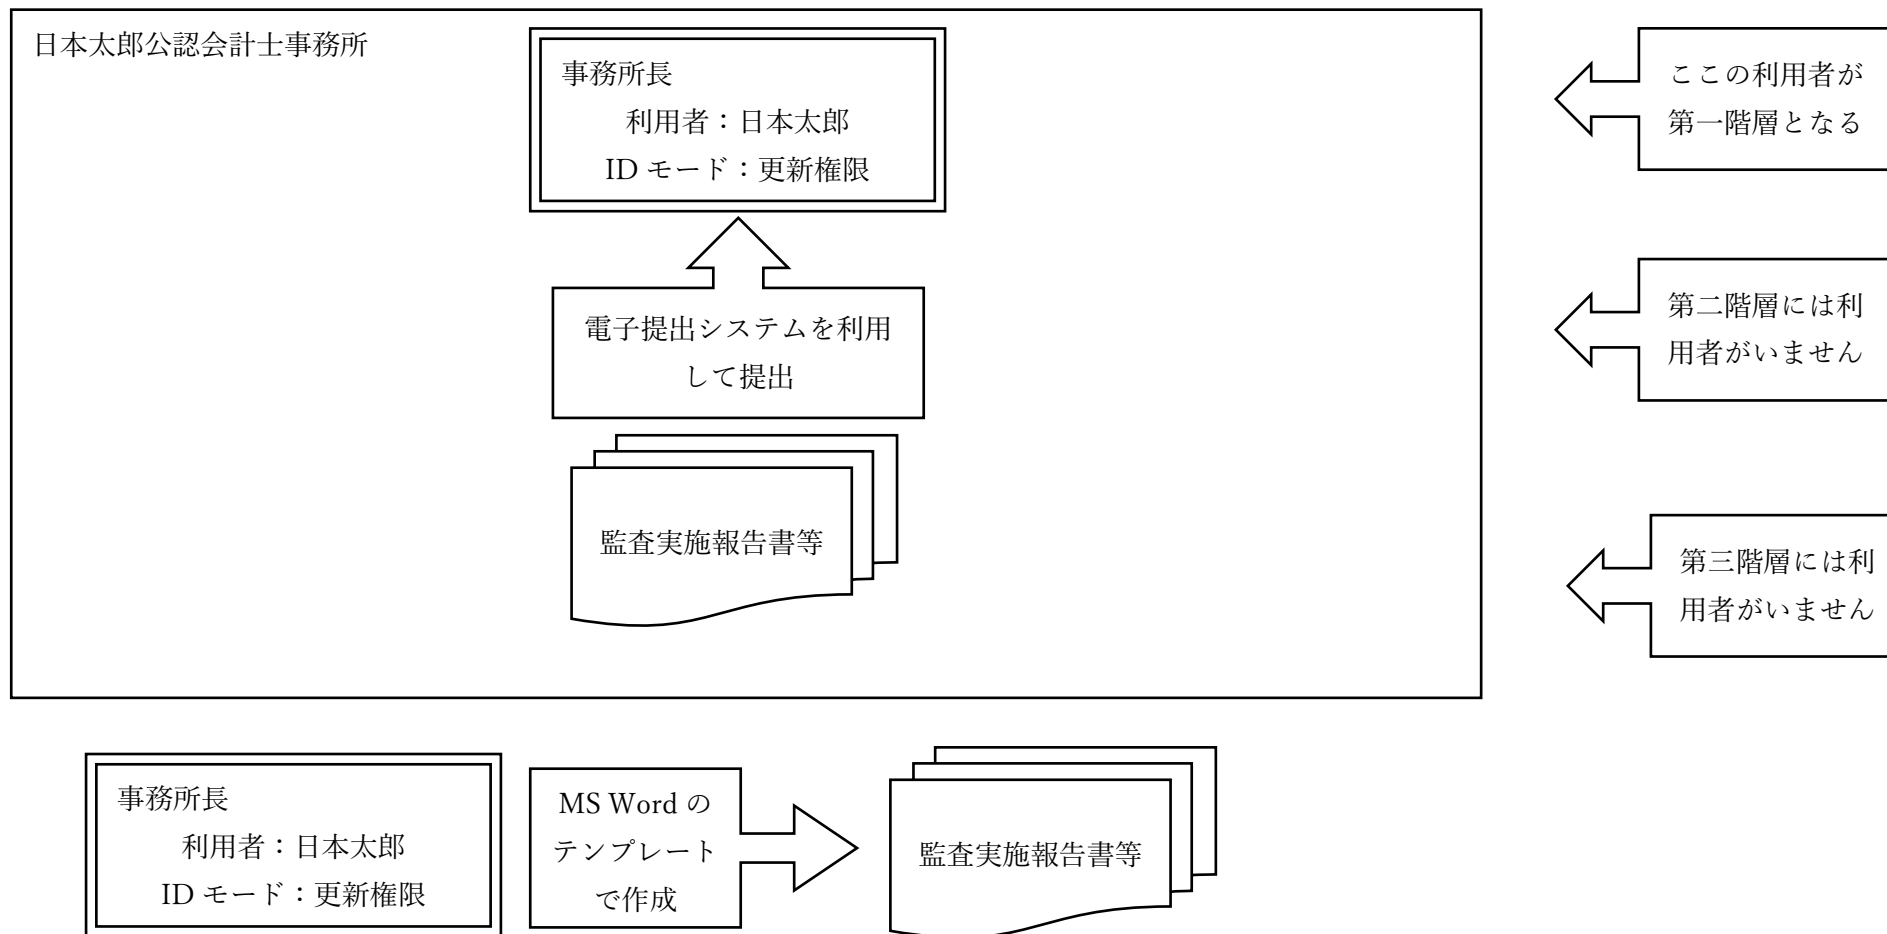 日本太郎公認会計士事務所
事務所長
利用者：日本太郎
ID モード：更新権限
ここの利用者が
第一階層となる
電子提出システムを利用
して提出
第二階層には利
用者がいません
監査実施報告書等
第三階層には利
用者がいません
事務所長
利用者：日本太郎
ID モード：更新権限
MS Word の
テンプレート
で作成
監査実施報告書等